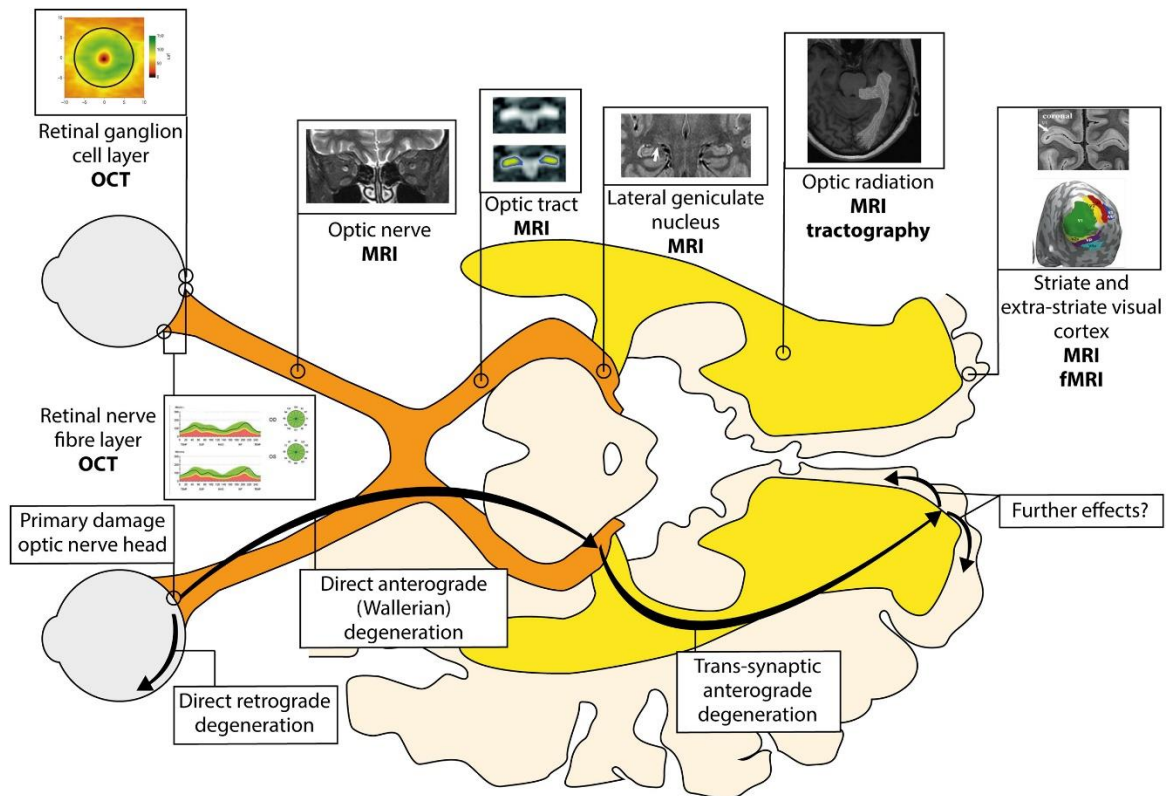 Retinal ganglion
cell layer
OCT
Optic nerve
MRI
Optic tract
MRI
Lateral geniculate
nucleus
MRI
Optic radiation
MRI
tractography
coronal
Striate and
extra-striate visual
cortex
MRI
fMRI
Retinal nerve
fibre layer
OCT
Primary damage
optic nerve head
Direct anterograde
(Wallerian)
degeneration
Direct retrograde
degeneration
Trans-synaptic
anterograde
degeneration
Further effects?